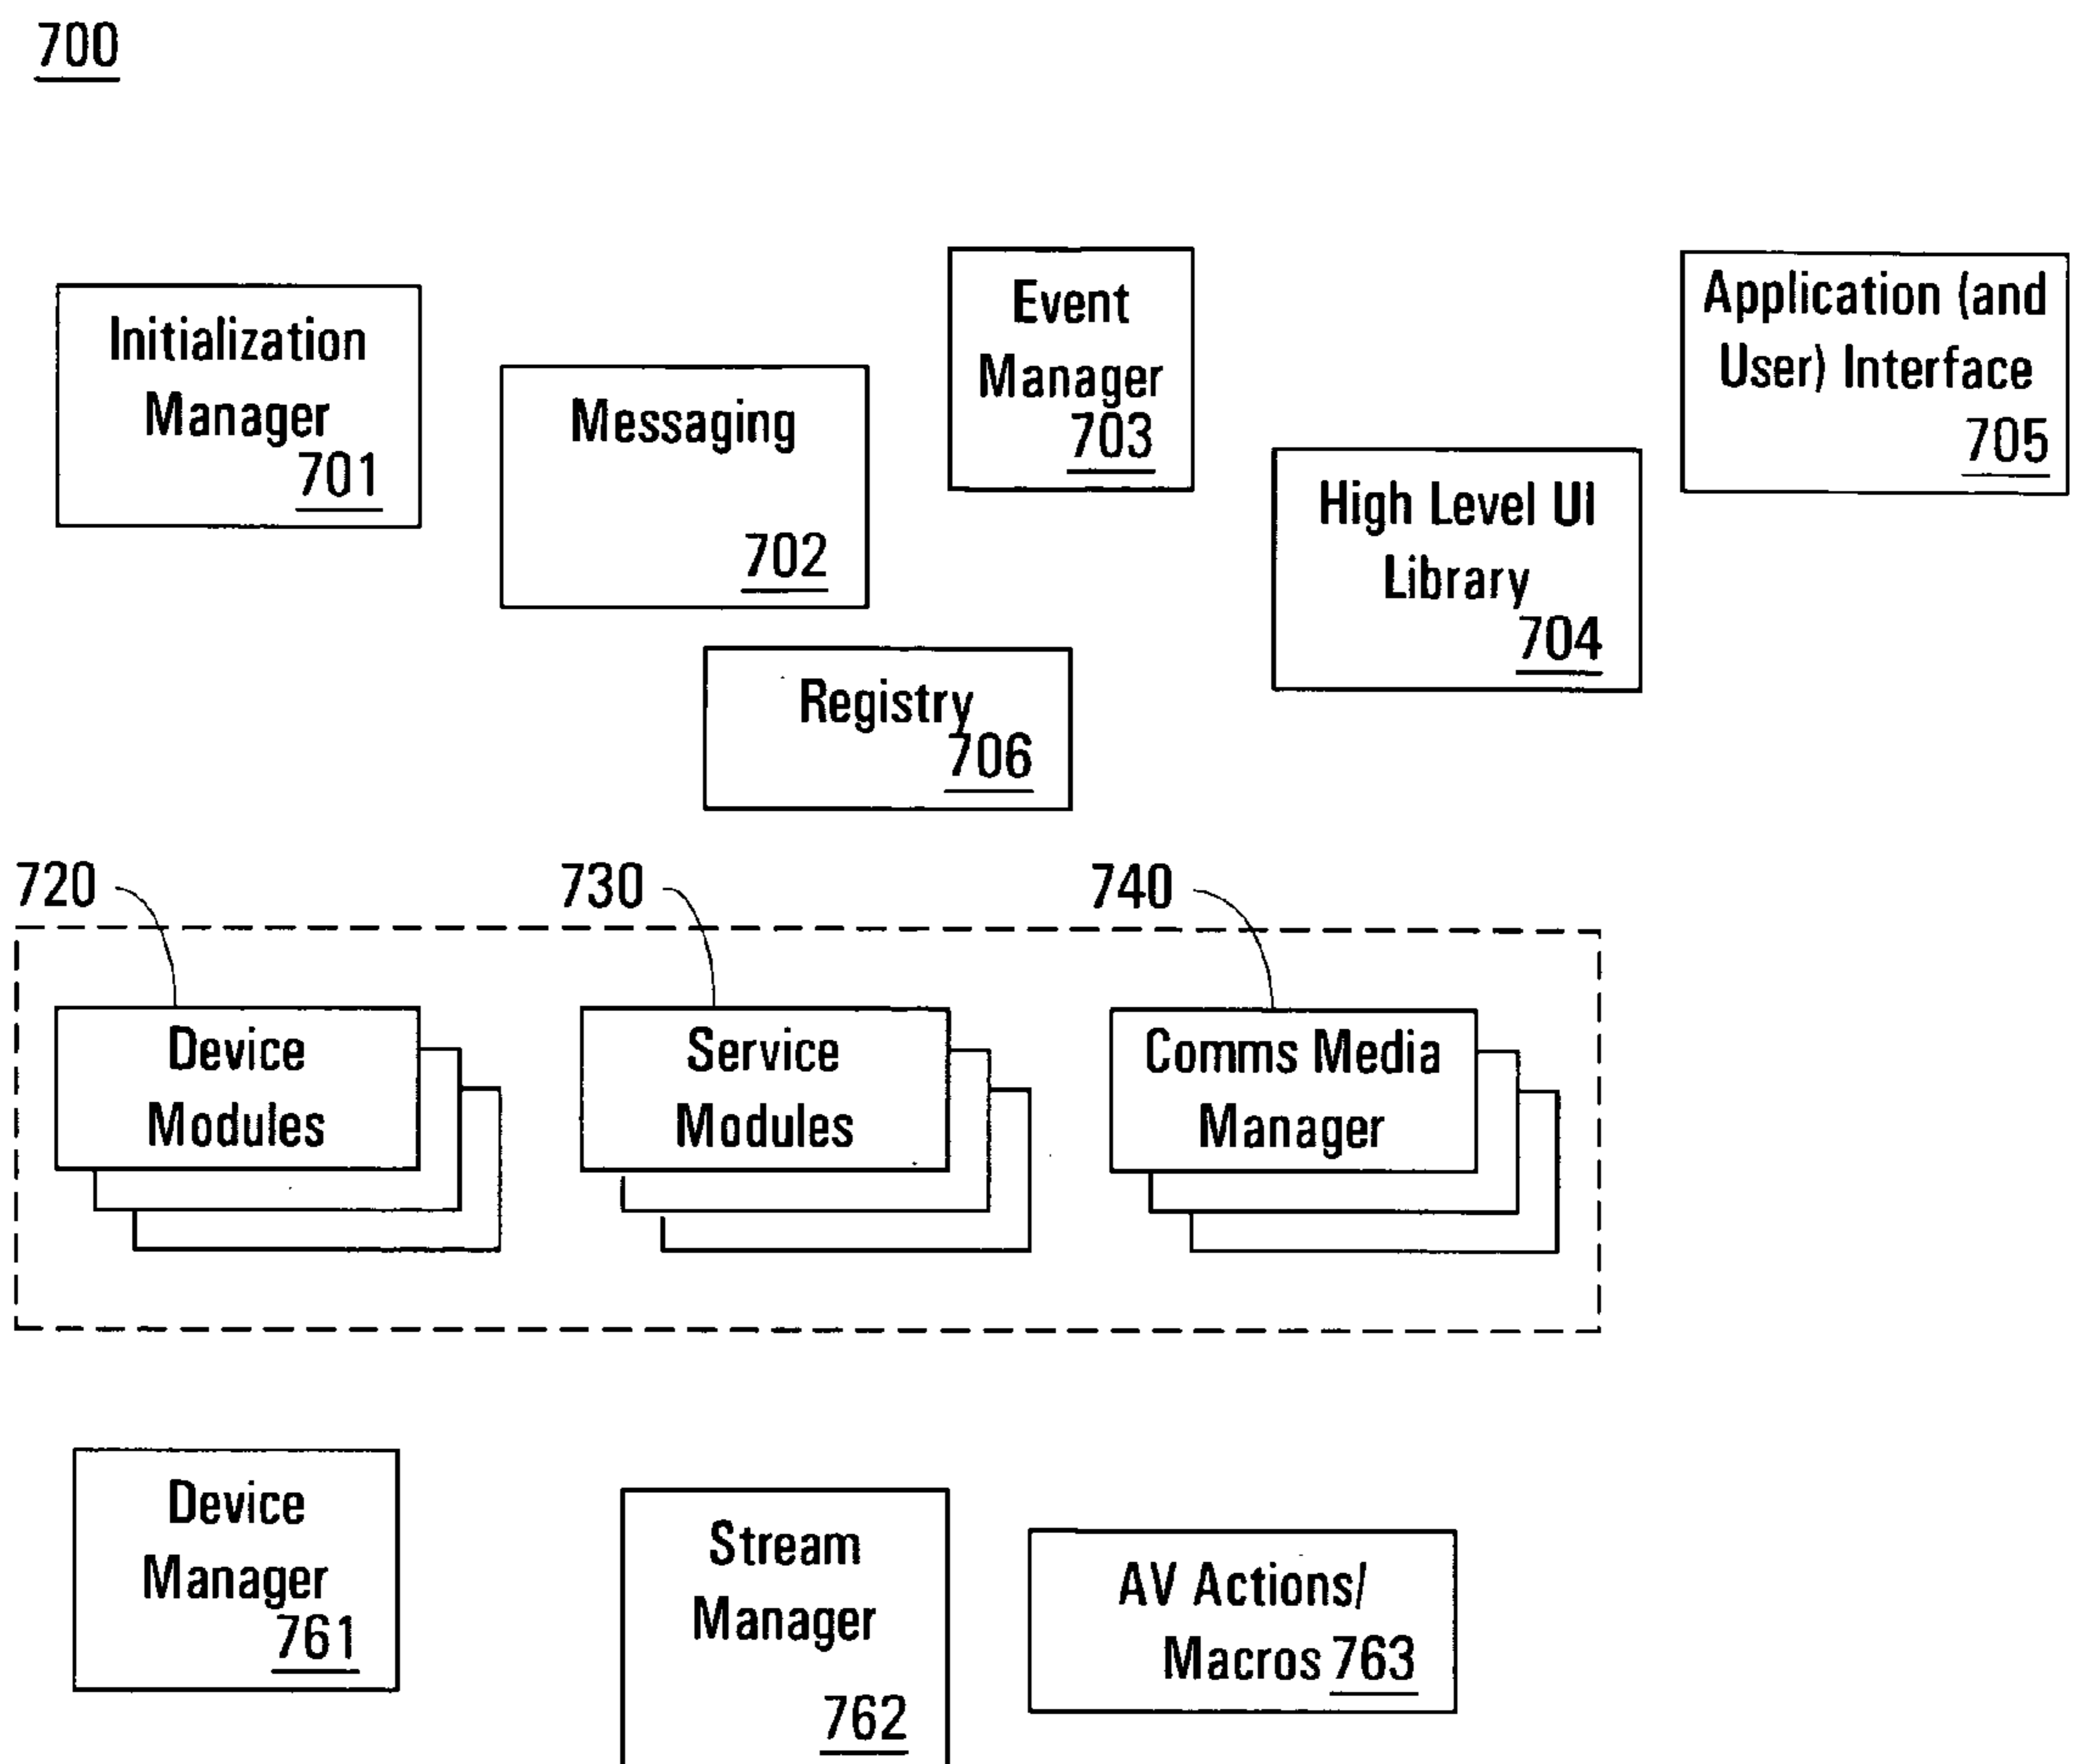 700
Initialization
Manager
701
Messaging
702
Event
Manager
703
High Level UI
Library
704
Application (and
User) Interface
705
Registry
706
720
730
740
Device
Modules
Service
Modules
Comms Media
Manager
Device
Manager
761
Stream
Manager
762
AV Actions/
Macros 763